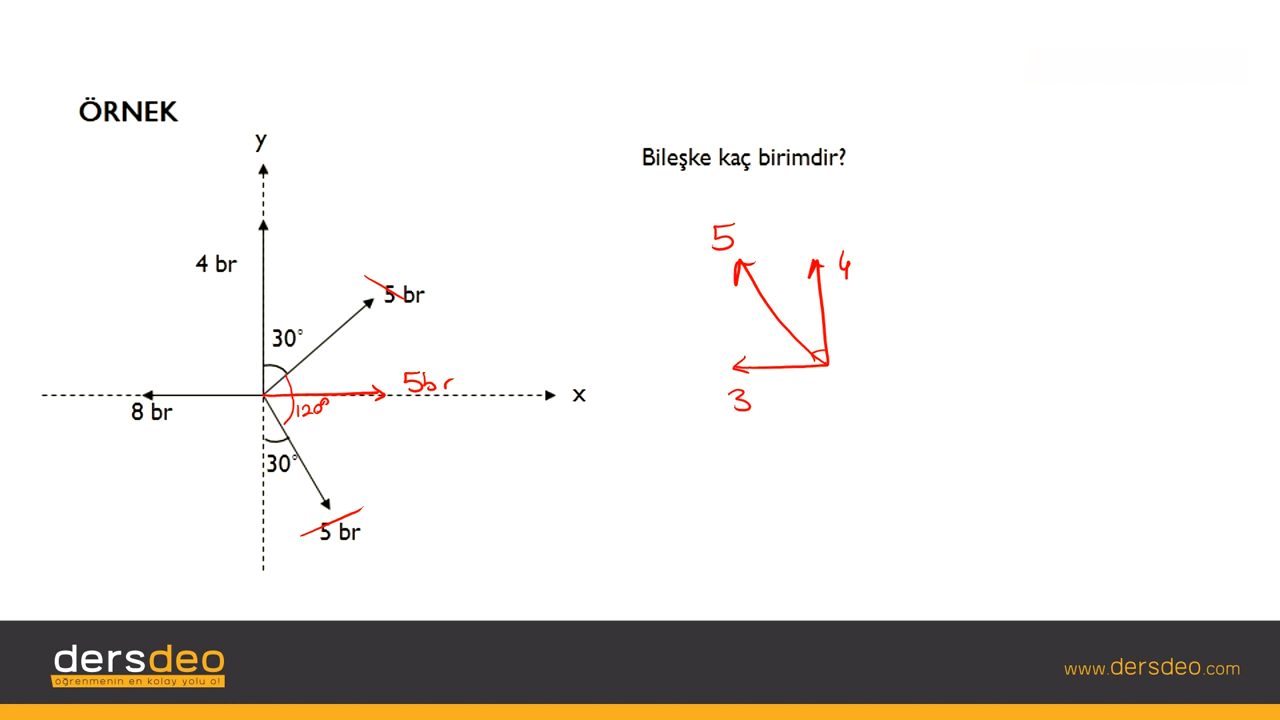 ÖRNEK
y
Bileşke kaç birimdir?
5
4
4 br
5 br
30°
5br
x
3
8 br
120°
30°
5 br
dersdeo
öğrenmenin en kolay yolu o!
www.dersdeo.com